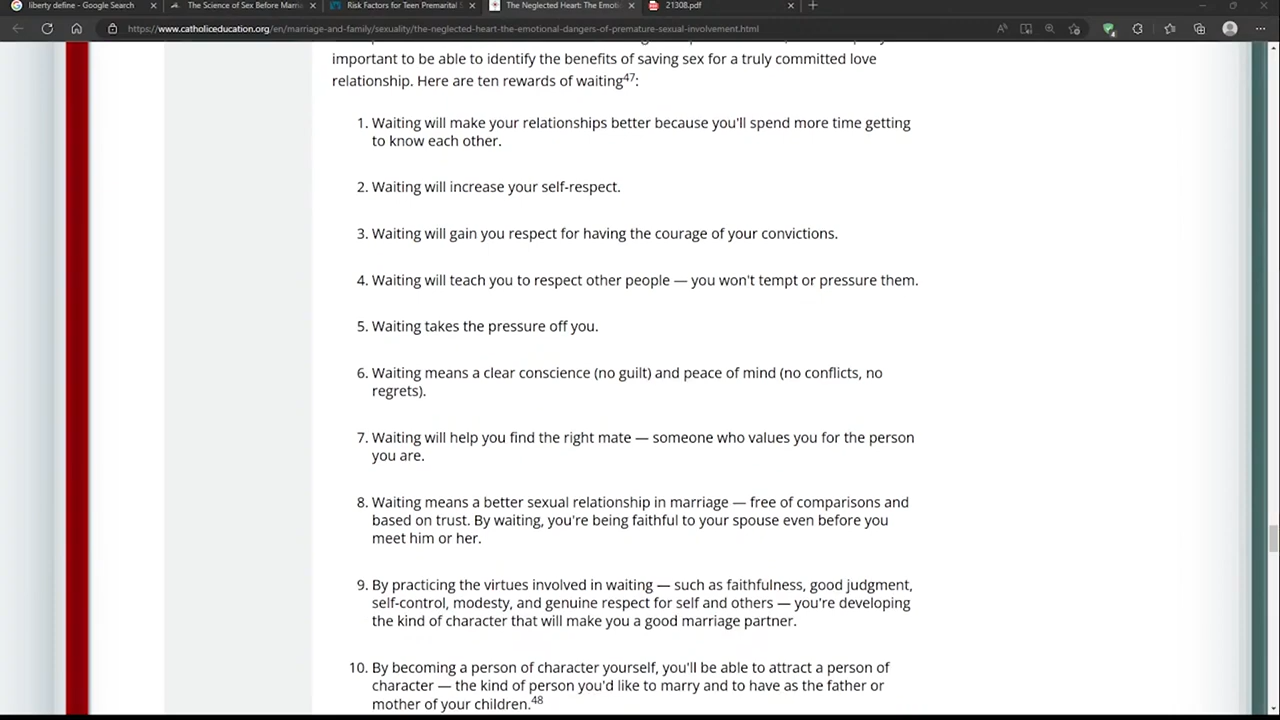 liberty define - Google Search
The Science of Sex Before Marri
Risk Factors for Teen Premarital S
The Neglected Heart: The Emoti
21308.pdf
https://www.catholiceducation.org/en/marriage-and-family/sexuality/the-neglected-heart-the-emotional-dangers-of-premature-sexual-involvement.html
important to be able to identify the benefits of saving sex for a truly committed love
relationship. Here are ten rewards of waiting47:
1. Waiting will make your relationships better because you'll spend more time getting
to know each other.
2. Waiting will increase your self-respect.
3. Waiting will gain you respect for having the courage of your convictions.
4. Waiting will teach you to respect other people — you won't tempt or pressure them.
5. Waiting takes the pressure off you.
6. Waiting means a clear conscience (no guilt) and peace of mind (no conflicts, no
regrets).
7. Waiting will help you find the right mate — someone who values you for the person
you are.
8. Waiting means a better sexual relationship in marriage — free of comparisons and
based on trust. By waiting, you're being faithful to your spouse even before you
meet him or her.
9. By practicing the virtues involved in waiting — such as faithfulness, good judgment,
self-control, modesty, and genuine respect for self and others — you're developing
the kind of character that will make you a good marriage partner.
10. By becoming a person of character yourself, you'll be able to attract a person of
character — the kind of person you'd like to marry and to have as the father or
mother of your children.48